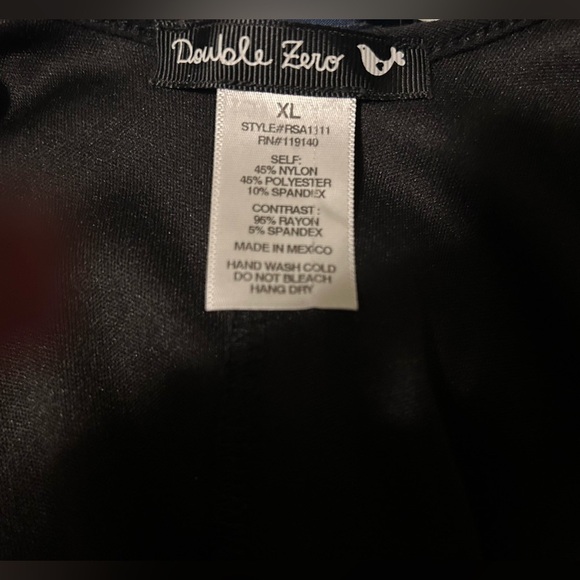 Double Zero
XL
STYLE#RSA1111
RN#119140
SELF:
45% NYLON
45% POLYESTER
10% SPANDEX
CONTRAST :
95% RAYON
5% SPANDEX
MADE IN MEXICO
HAND WASH COLD
DO NOT BLEACH
HANG DRY